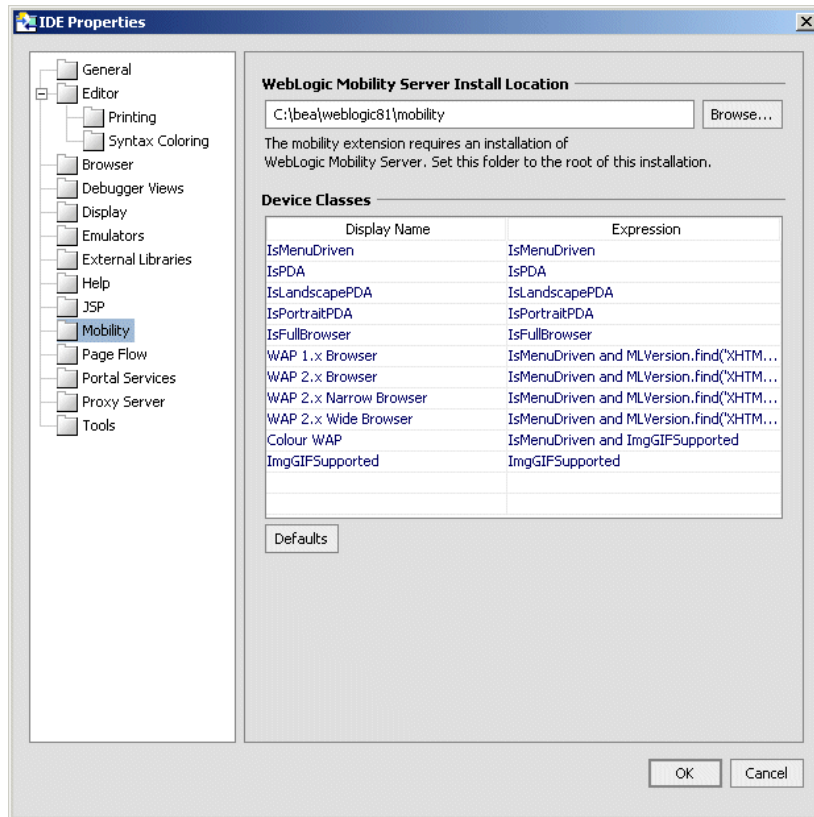 IDE Properties
General
Editor
Printing
Syntax Coloring
Browser
Debugger Views
Display
Emulators
External Libraries
Help
JSP
Mobility
Page Flow
Portal Services
Proxy Server
Tools
WebLogic Mobility Server Install Location
C:\bea\weblogic81\mobility Browse...
The mobility extension requires an installation of
WebLogic Mobility Server. Set this folder to the root of this installation.
Device Classes
Display Name Expression
IsMenuDriven IsMenuDriven
IsPDA IsPDA
IsLandscapePDA IsLandscapePDA
IsPortraitPDA IsPortraitPDA
IsFullBrowser IsFullBrowser
WAP 1.x Browser IsMenuDriven and MLVersion.find('XHTM...
WAP 2.x Browser IsMenuDriven and MLVersion.find('XHTM...
WAP 2.x Narrow Browser IsMenuDriven and MLVersion.find('XHTM...
WAP 2.x Wide Browser IsMenuDriven and MLVersion.find('XHTM...
Colour WAP IsMenuDriven and ImgGIFSupported
ImgGIFSupported ImgGIFSupported
Defaults
OK Cancel